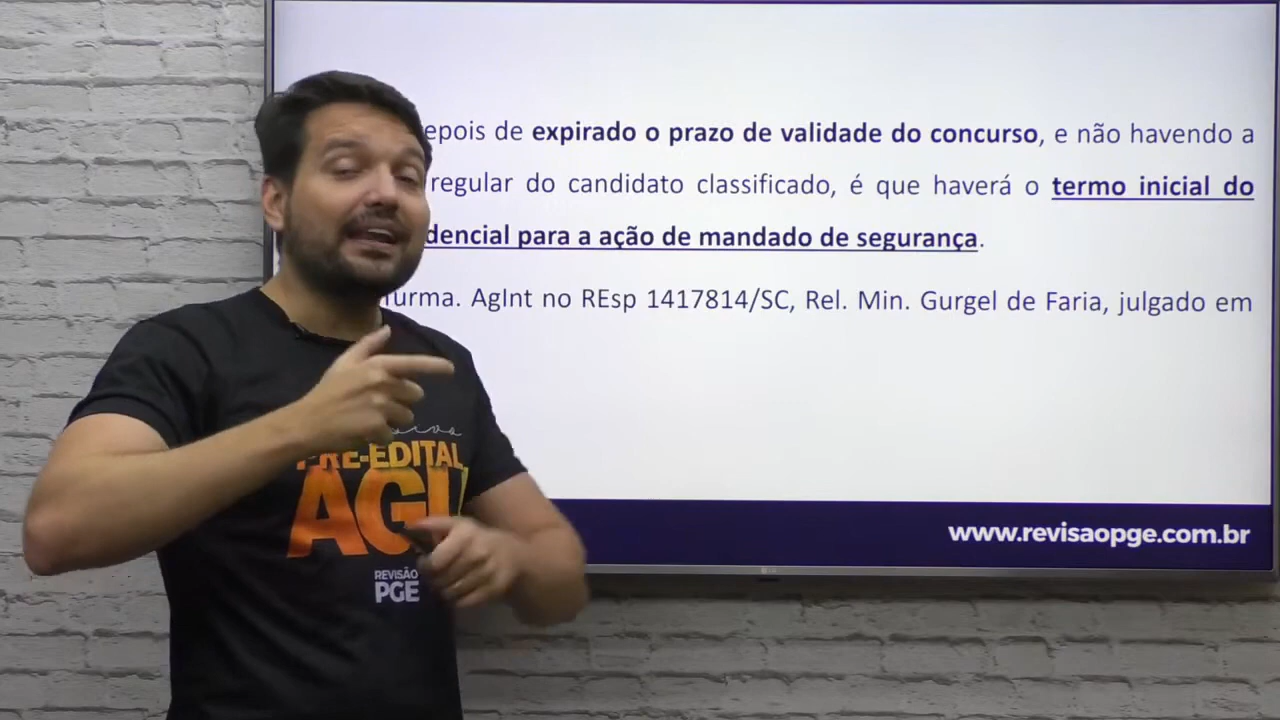 epois de expirado o prazo de validade do concurso, e não havendo a
regular do candidato classificado, é que haverá o termo inicial do
dencial para a ação de mandado de segurança.
urma. AgInt no REsp 1417814/SC, Rel. Min. Gurgel de Faria, julgado em
PRÉ-EDITAL
AGU
REVISÃO
PGE
www.revisaopge.com.br